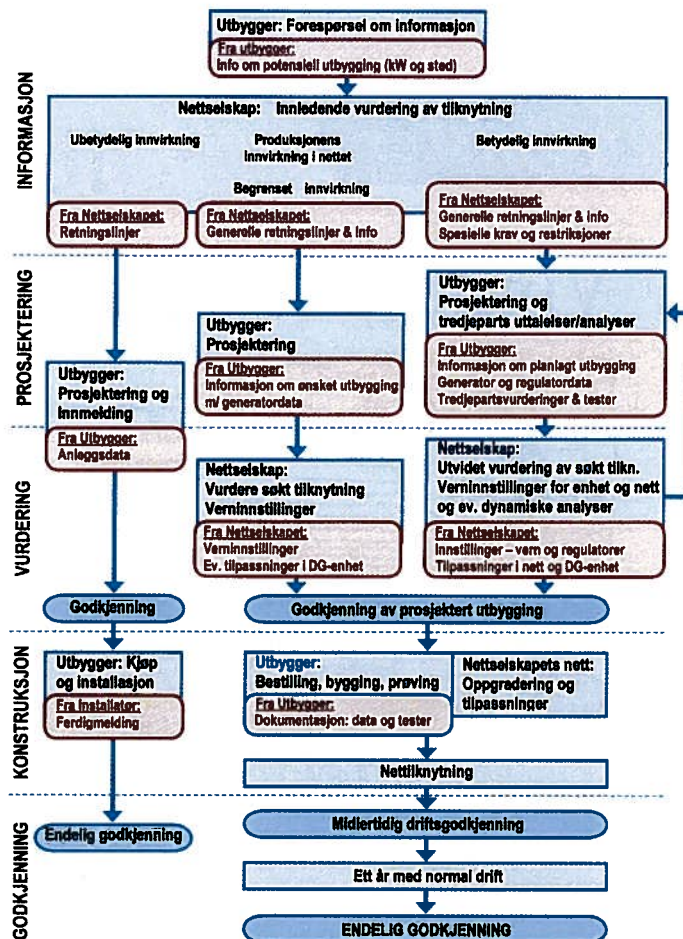 Utbygger: Forespørsel om informasjon
Fra utbygger:
Info om potensiell utbygging (kW og sted)
INFORMASJON
Nettselskap: Innledende vurdering av tilknytning
Ubetydelig innvirkning
Produksjonens
innvirkning i nettet
Betydelig innvirkning
Begrenset innvirkning
Fra Nettselskapet:
Retningslinjer
Fra Nettselskapet:
Generelle retningslinjer & info
Fra Nettselskapet:
Generelle retningslinjer & info
Spesielle krav og restriksjoner
PROSJEKTERING
Utbygger:
Prosjektering og
Innmelding
Fra Utbygger:
Anleggsdata
Utbygger:
Prosjektering
Fra Utbygger:
Informasjon om ønsket utbygging
m/ generatordata
Utbygger:
Prosjektering og
tredjeparts uttalelser/analyser
Fra Utbygger:
Informasjon om planlagt utbygging
Generator og regulatordata
Tredjepartsvurderinger & tester
VURDERING
Nettselskap:
Vurdere søkt tilknytning
Verninnstillinger
Fra Nettselskapet:
Verninnstillinger
Ev. tilpassninger i DG-enhet
Nettselskap:
Utvidet vurdering av søkt tilkn.
Verninnstillinger for enhet og nett
og ev. dynamiske analyser
Fra Nettselskapet:
Innstillinger – vern og regulatorer
Tilpassninger i nett og DG-enhet
Godkjenning
Godkjenning av prosjektert utbygging
KONSTRUKSJON
Utbygger: Kjøp
og installasjon
Fra Installatør:
Ferdigmelding
Utbygger:
Bestilling, bygging, prøving
Fra Utbygger:
Dokumentasjon: data og tester
Nettselskapets nett:
Oppgradering og
tilpassninger
Nettilknytning
GODKJENNING
Endelig godkjenning
Midlertidig driftsgodkjenning
Ett år med normal drift
ENDELIG GODKJENNING